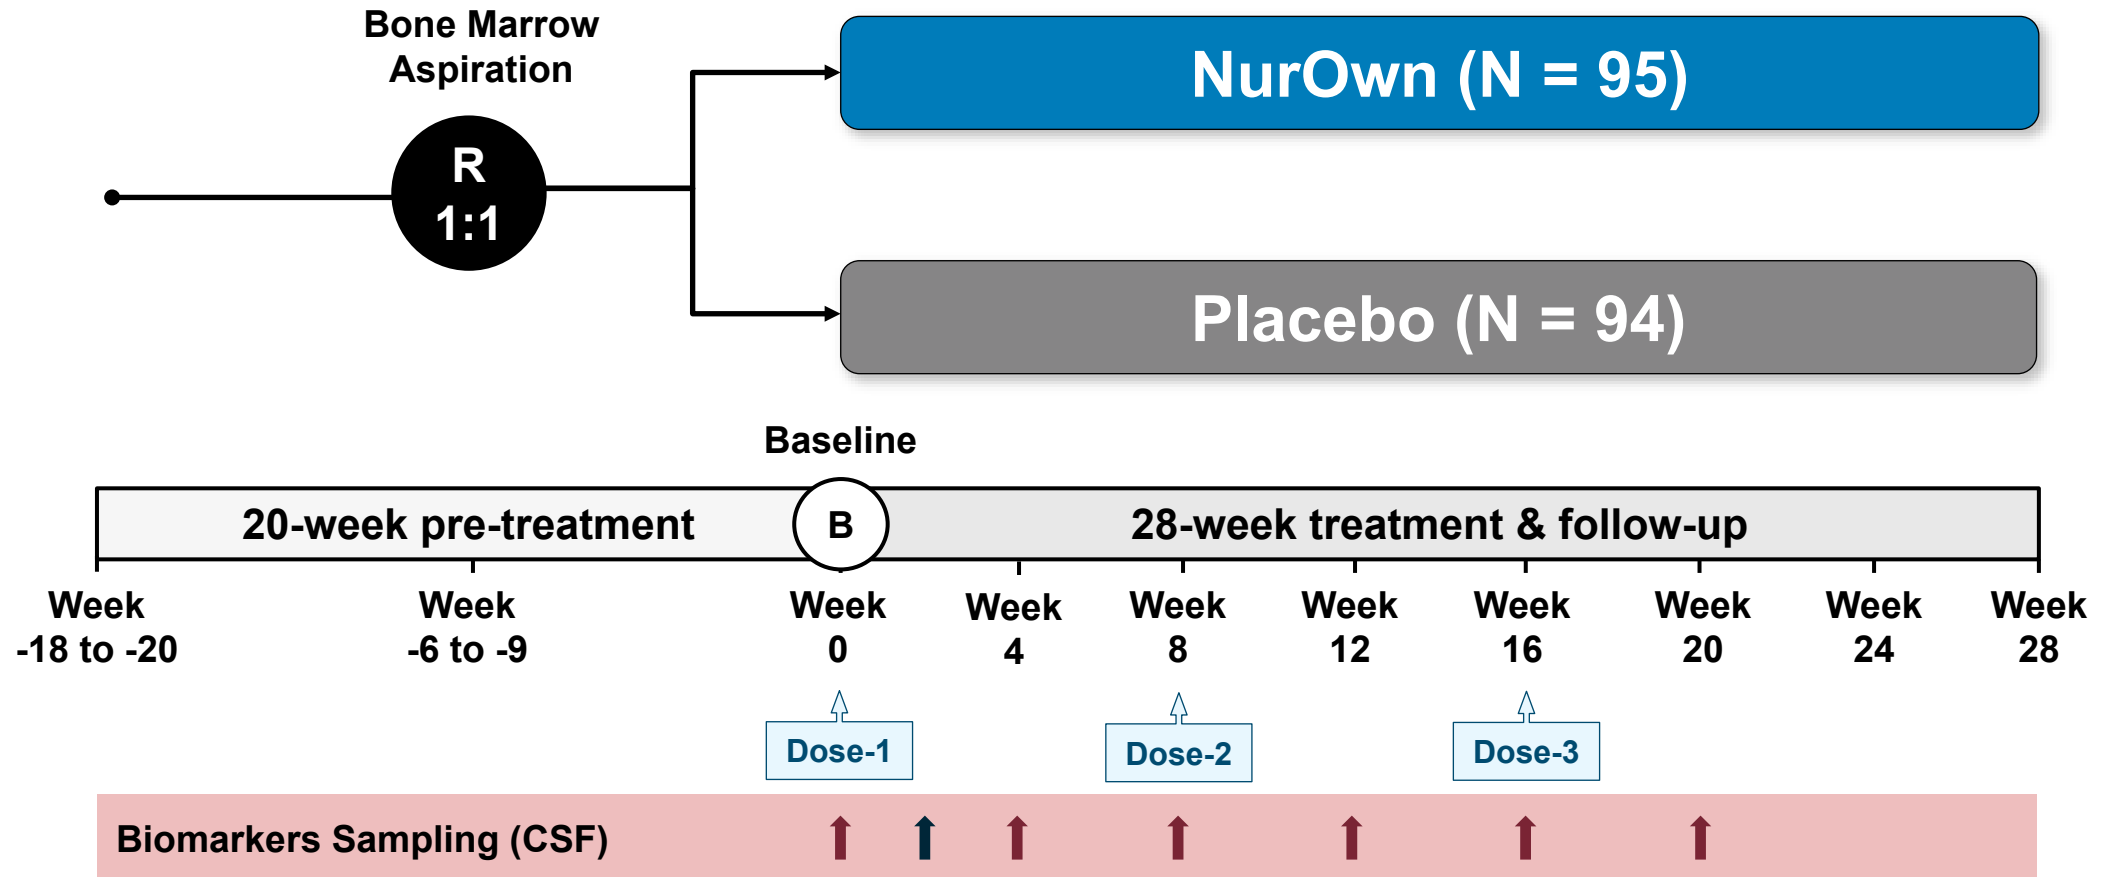 Bone Marrow
Aspiration
R
1:1
NurOwn (N = 95)
Placebo (N = 94)
Baseline
20-week pre-treatment
B
28-week treatment & follow-up
Week
-18 to -20
Week
-6 to -9
Week
0
Week
4
Week
8
Week
12
Week
16
Week
20
Week
24
Week
28
Dose-1
Dose-2
Dose-3
Biomarkers Sampling (CSF)